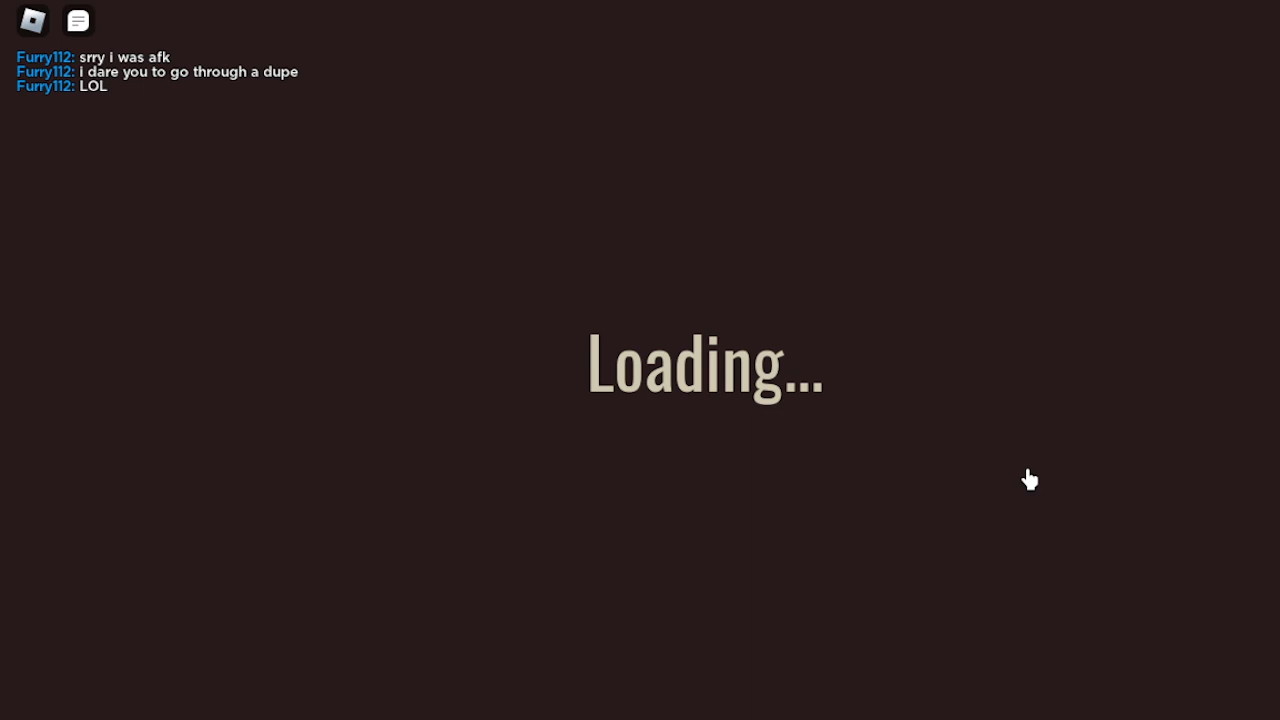 Furry112: srry i was afk
Furry112: i dare you to go through a dupe
Furry112: LOL
Loading...